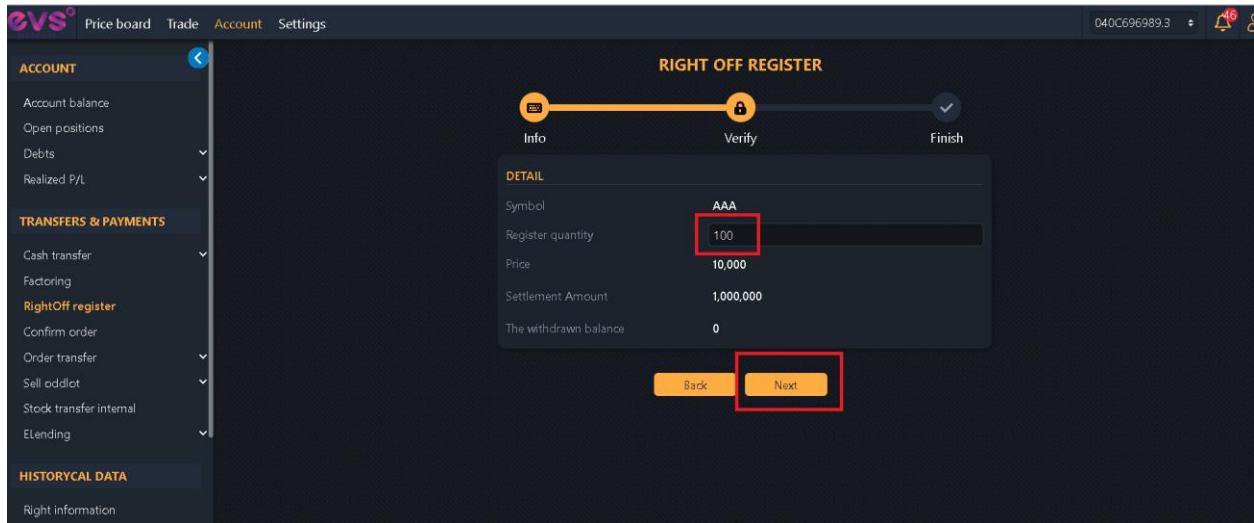 evs Price board Trade Account Settings 040C696989.3 46
ACCOUNT
Account balance
Open positions
Debts
Realized P/L
TRANSFERS & PAYMENTS
Cash transfer
Factoring
RightOff register
Confirm order
Order transfer
Sell oddlot
Stock transfer internal
ELending
HISTORYCAL DATA
Right information
RIGHT OFF REGISTER
Info Verify Finish
DETAIL
Symbol AAA
Register quantity 100
Price 10,000
Settlement Amount 1,000,000
The withdrawn balance 0
Back Next